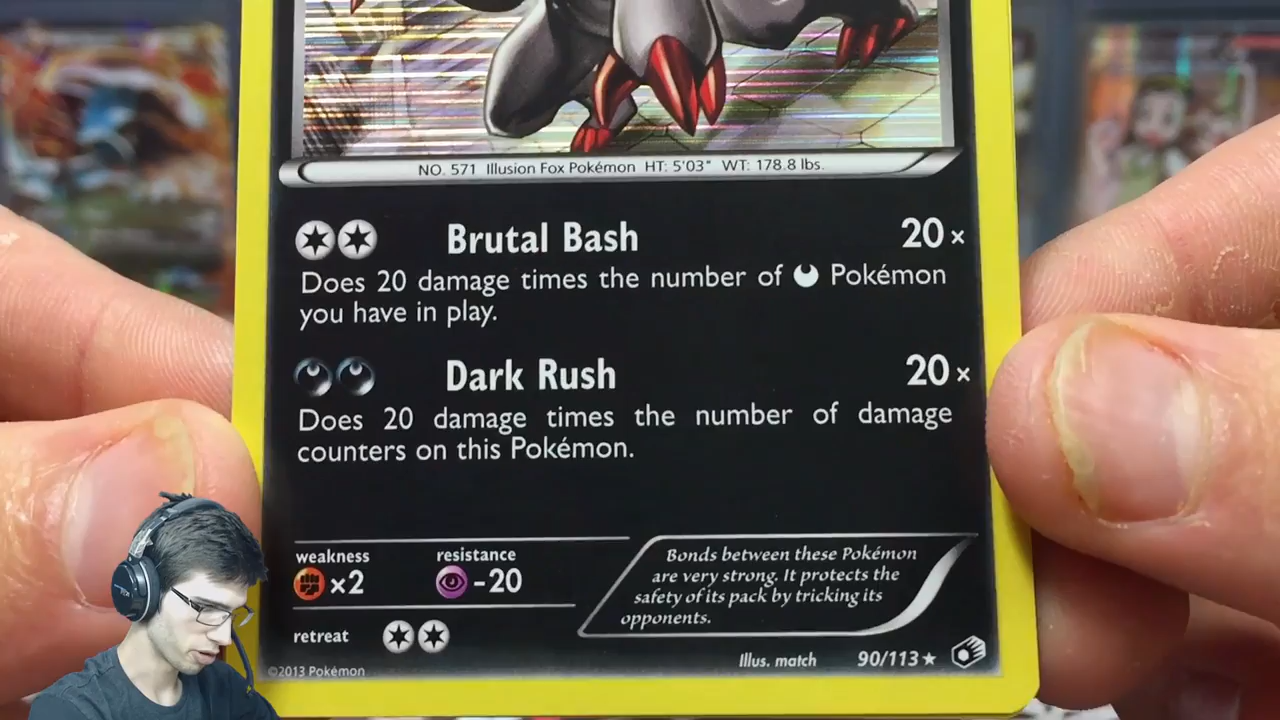 NO. 571 Illusion Fox Pokémon HT: 5'03" WT: 178.8 lbs.
Brutal Bash 20×
Does 20 damage times the number of Pokémon
you have in play.
Dark Rush 20×
Does 20 damage times the number of damage
counters on this Pokémon.
weakness resistance
×2 -20
retreat
Bonds between these Pokémon
are very strong. It protects the
safety of its pack by tricking its
opponents.
Illus. match 90/113★
©2013 Pokémon